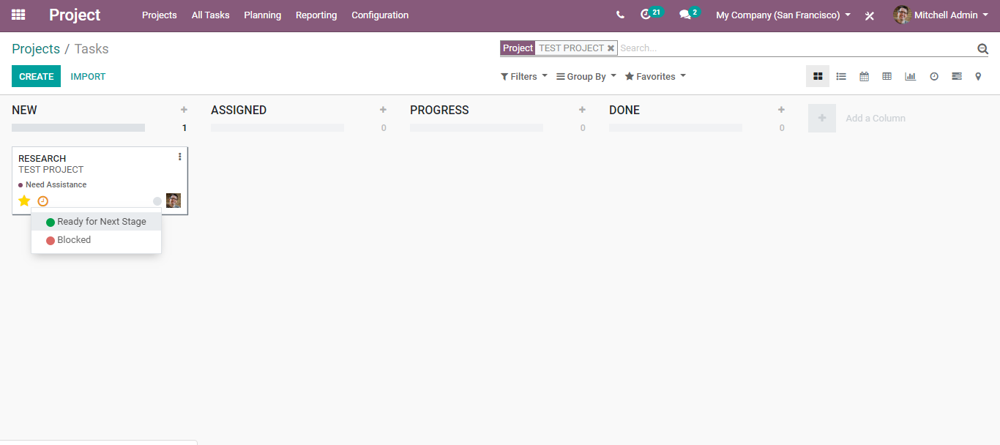 Project Projects All Tasks Planning Reporting Configuration 21 2 My Company (San Francisco) Mitchell Admin
Projects / Tasks
Project TEST PROJECT Search...
CREATE IMPORT
Filters Group By Favorites
NEW + ASSIGNED + PROGRESS + DONE + + Add a Column
1 0 0 0
RESEARCH
TEST PROJECT
Need Assistance
Ready for Next Stage
Blocked